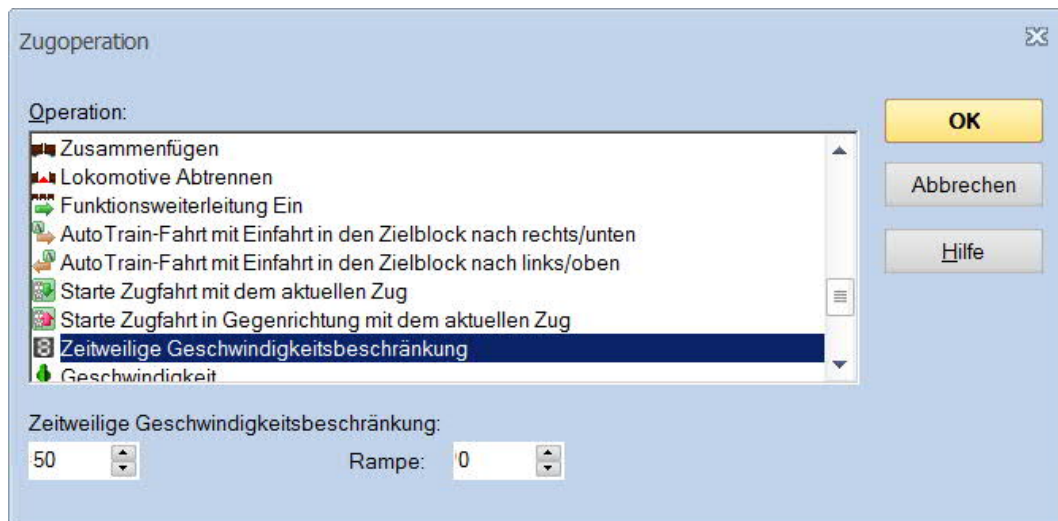 Zugoperation
Operation:
OK
Zusammenfügen
Lokomotive Abtrennen
Abbrechen
Funktionsweiterleitung Ein
AutoTrain-Fahrt mit Einfahrt in den Zielblock nach rechts/unten
Hilfe
AutoTrain-Fahrt mit Einfahrt in den Zielblock nach links/oben
Starte Zugfahrt mit dem aktuellen Zug
Starte Zugfahrt in Gegenrichtung mit dem aktuellen Zug
Zeitweilige Geschwindigkeitsbeschränkung
Geschwindigkeit
Zeitweilige Geschwindigkeitsbeschränkung:
50 Rampe: 0